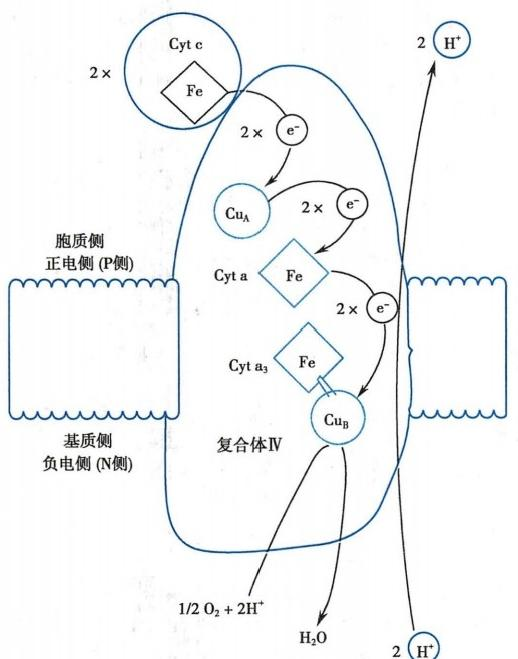 Cyt c
2 H⁺
2 ×
Fe
2 × e⁻
Cu_A
2 × e⁻
胞质侧
正电侧 (P侧)
Cyt a
Fe
2 × e⁻
Cyt a₃
Fe
Cu_B
基质侧
负电侧 (N侧)
复合体Ⅳ
1/2 O₂ + 2H⁺
H₂O
2 H⁺